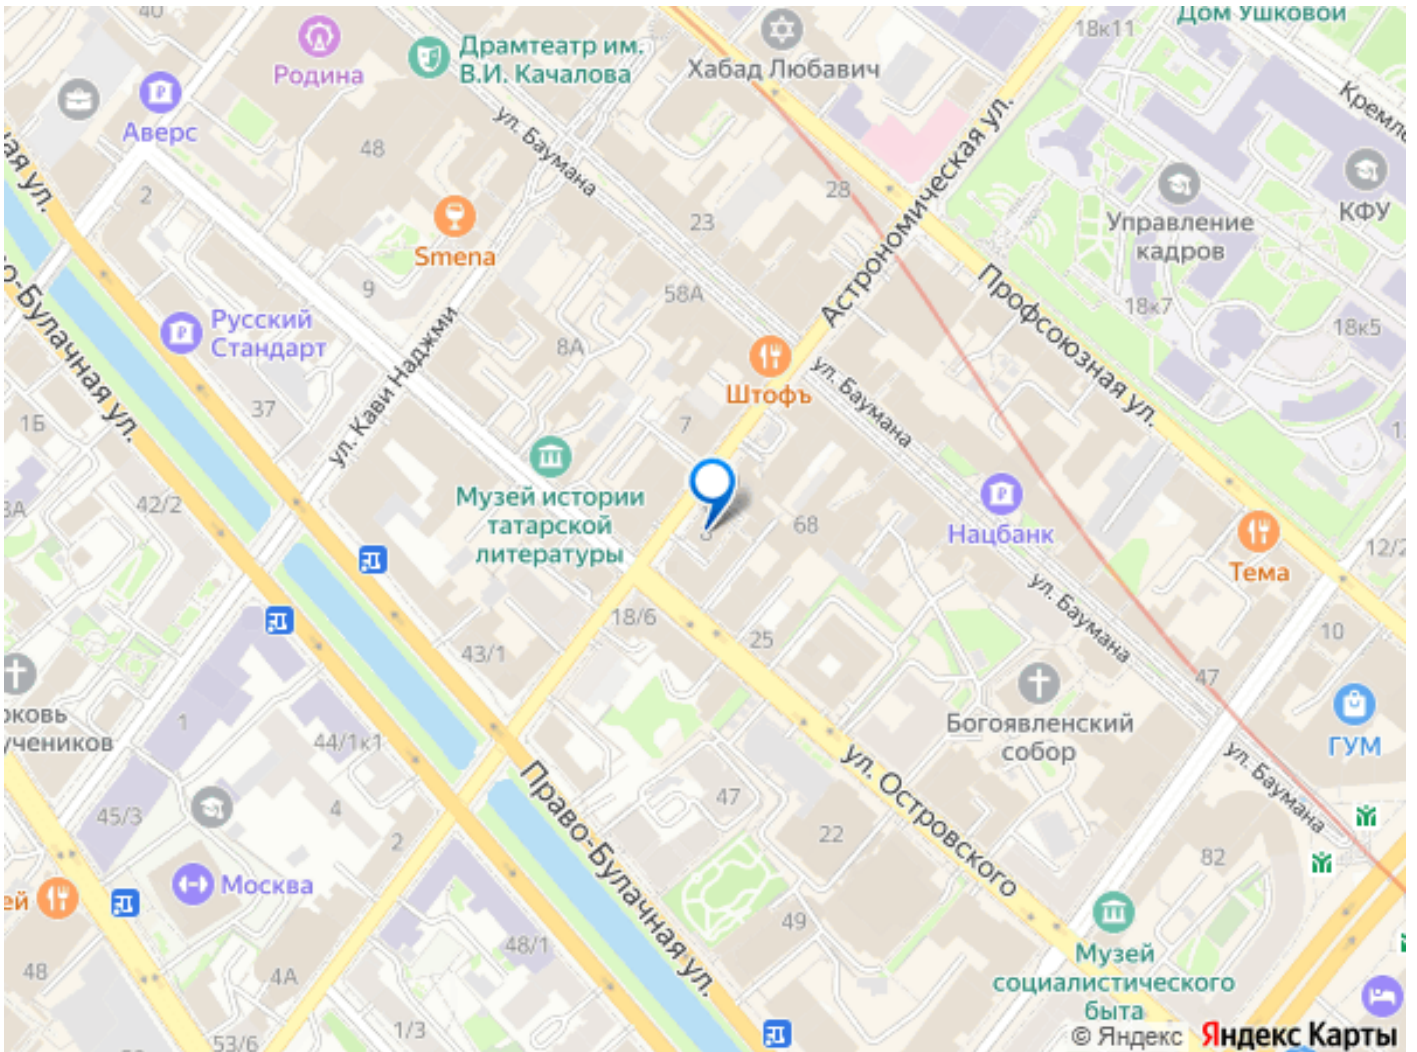 40
Родина
Драмтеатр им.
В.И. Качалова
Хабад Любавич
18к11
Дом Ушковой
Аверс
48
ул. Баумана
28
Астрономическая ул.
Управление
кадров
КФУ
2
Smena
23
Профсоюзная ул.
18к7
18к5
9
58А
Русский
Стандарт
8А
Штофъ
ул. Баумана
ул. Кави Наджми
37
1Б
7
42/2
Музей истории
татарской
литературы
68
Нацбанк
Тема
12/2
ул. Баумана
18/6
25
10
43/1
47
Богоявленский
собор
ГУМ
1
44/1к1
ул. Баумана
ул. Островского
Право-Булачная ул.
47
45/3
4
2
22
82
Москва
ей
49
48/1
48
4А
Музей
социалистического
быта
1/3
53/6
© Яндекс Яндекс Карты